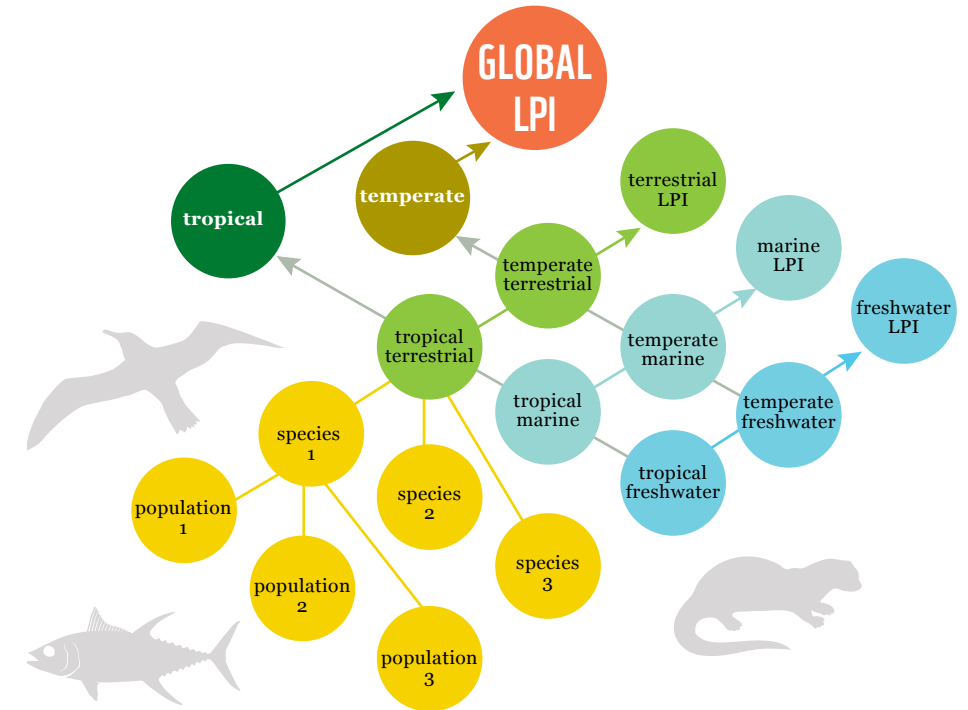 GLOBAL
LPI
tropical
temperate
terrestrial
LPI
temperate
terrestrial
marine
LPI
freshwater
LPI
tropical
terrestrial
temperate
marine
tropical
marine
temperate
freshwater
tropical
freshwater
species
1
species
2
species
3
population
1
population
2
population
3